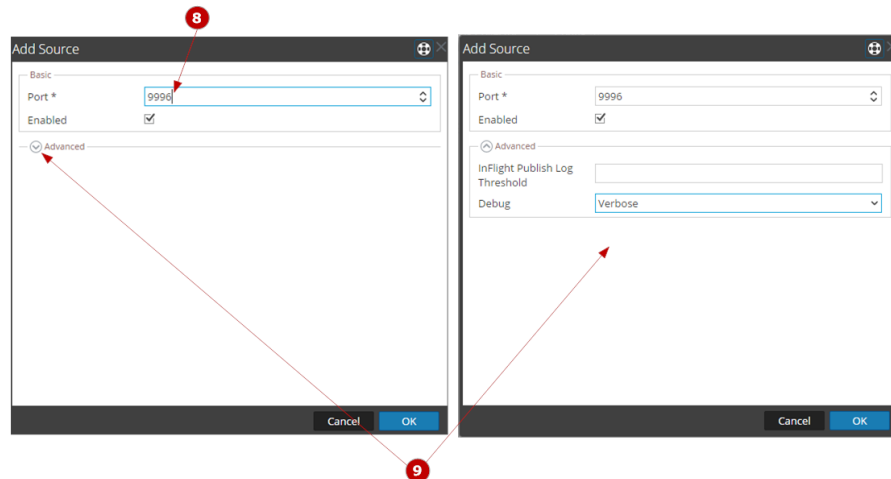 8
Add Source
Basic
Port *
9996
Enabled
Advanced
Cancel
OK
Add Source
Basic
Port *
9996
Enabled
Advanced
InFlight Publish Log
Threshold
Debug
Verbose
Cancel
OK
9